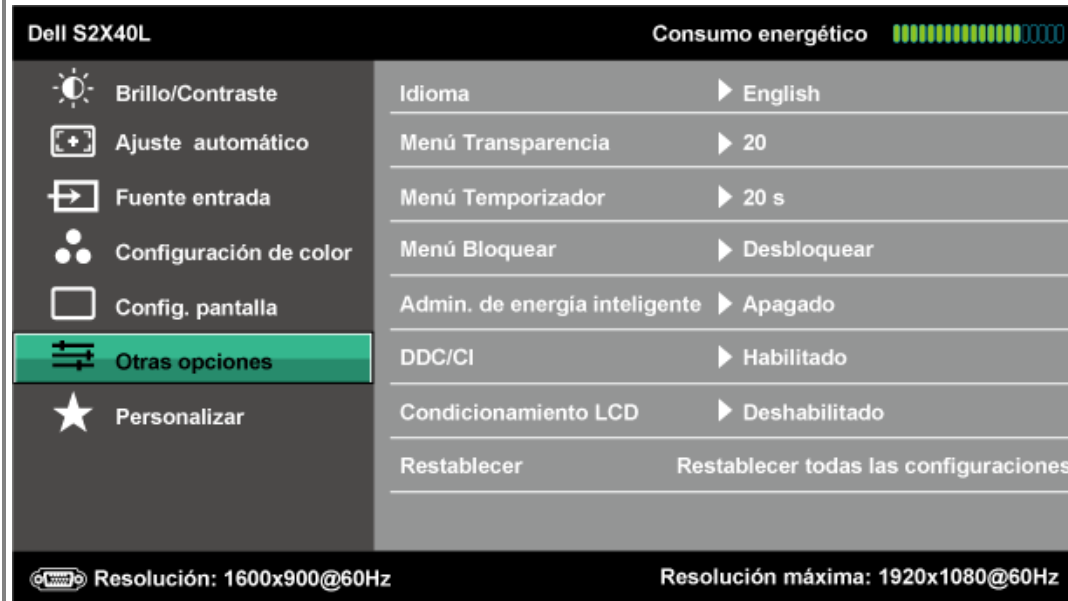 Dell S2X40L Consumo energético
Brillo/Contraste Idioma English
Ajuste automático Menú Transparencia 20
Fuente entrada Menú Temporizador 20 s
Configuración de color Menú Bloquear Desbloquear
Config. pantalla Admin. de energía inteligente Apagado
Otras opciones DDC/CI Habilitado
Personalizar Condicionamiento LCD Deshabilitado
Restablecer Restablecer todas las configuraciones
Resolución: 1600x900@60Hz Resolución máxima: 1920x1080@60Hz